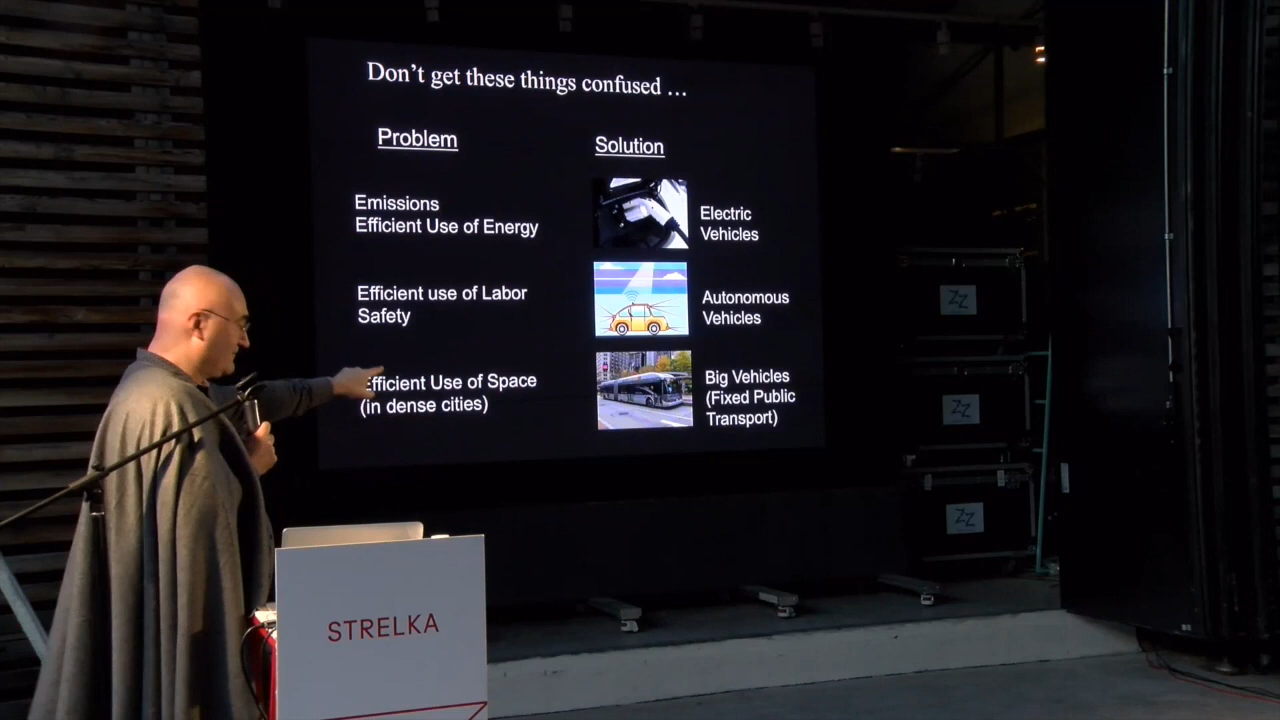 Don't get these things confused …
Problem
Solution
Emissions
Efficient Use of Energy
Electric
Vehicles
Efficient use of Labor
Safety
Autonomous
Vehicles
Efficient Use of Space
(in dense cities)
Big Vehicles
(Fixed Public
Transport)
ZZ
ZZ
ZZ
STRELKA